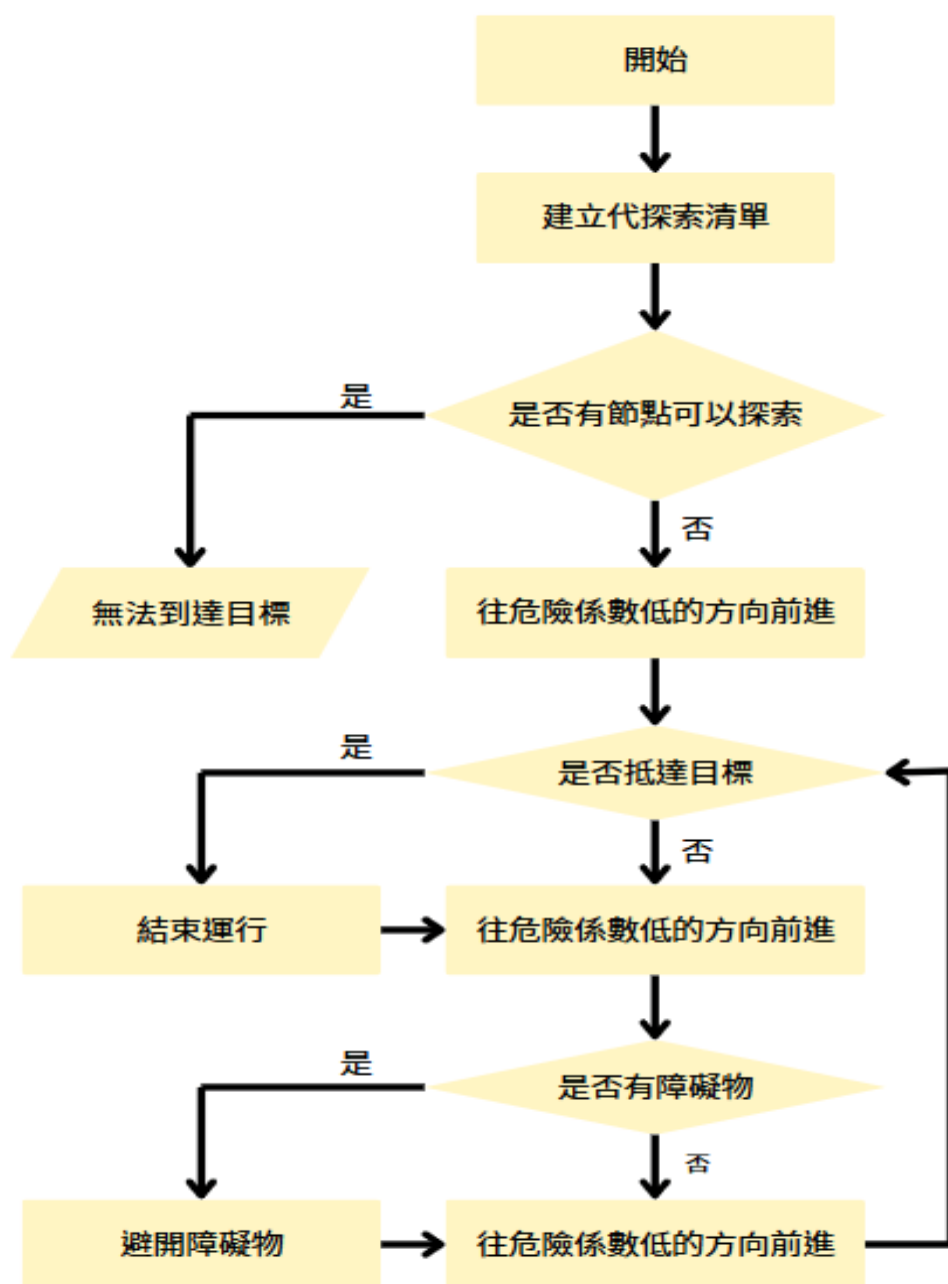 開始
建立代探索清單
是
是否有節點可以探索
否
無法到達目標
往危險係數低的方向前進
是
是否抵達目標
否
結束運行
往危險係數低的方向前進
是
是否有障礙物
否
避開障礙物
往危險係數低的方向前進